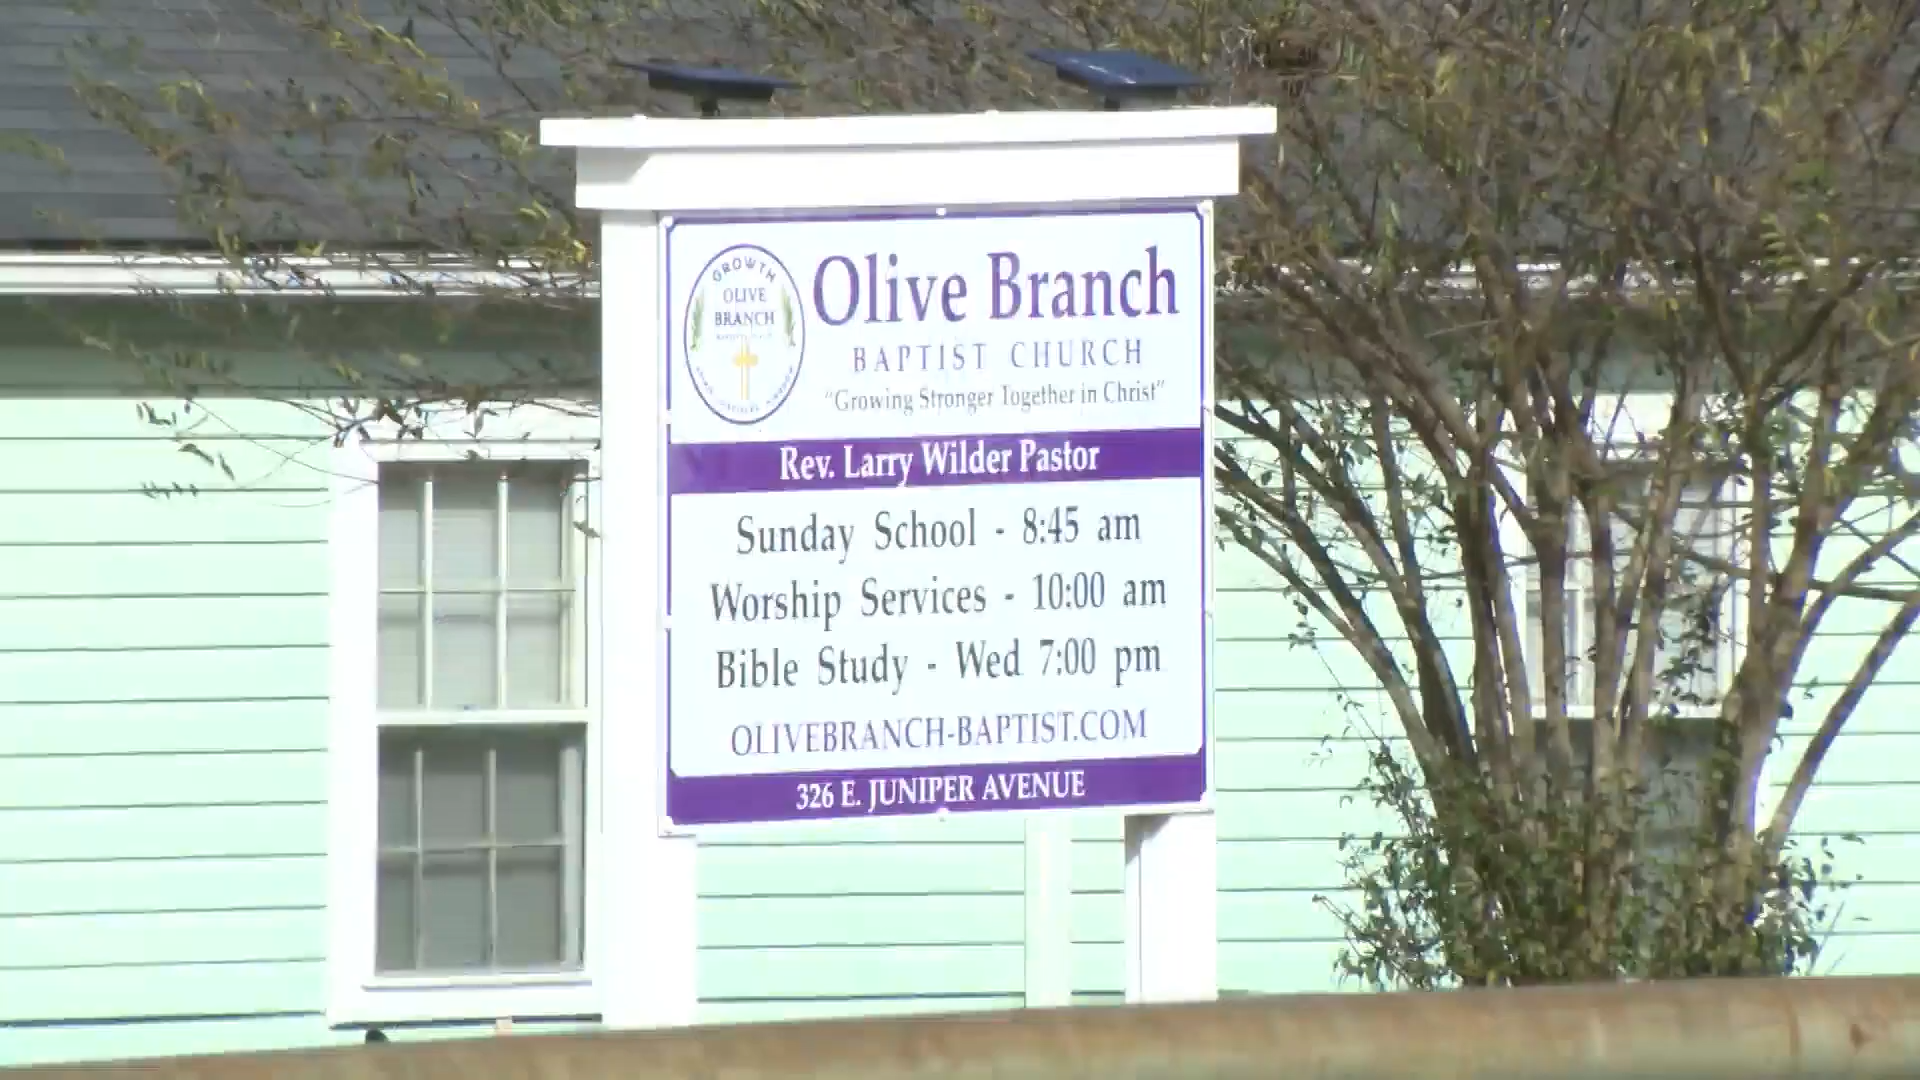 GROWTH
OLIVE
BRANCH
Olive Branch
BAPTIST CHURCH
"Growing Stronger Together in Christ"
Rev. Larry Wilder Pastor
Sunday School - 8:45 am
Worship Services - 10:00 am
Bible Study - Wed 7:00 pm
OLIVEBRANCH-BAPTIST.COM
326 E. JUNIPER AVENUE